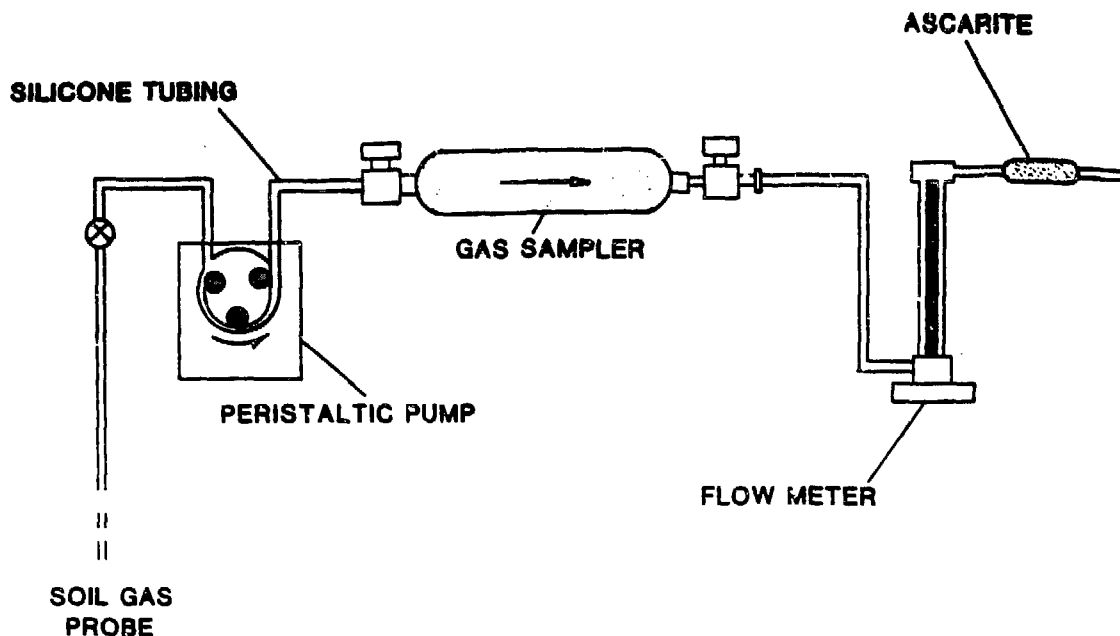 ASCARITE
SILICONE TUBING
GAS SAMPLER
PERISTALTIC PUMP
FLOW METER
SOIL GAS
PROBE